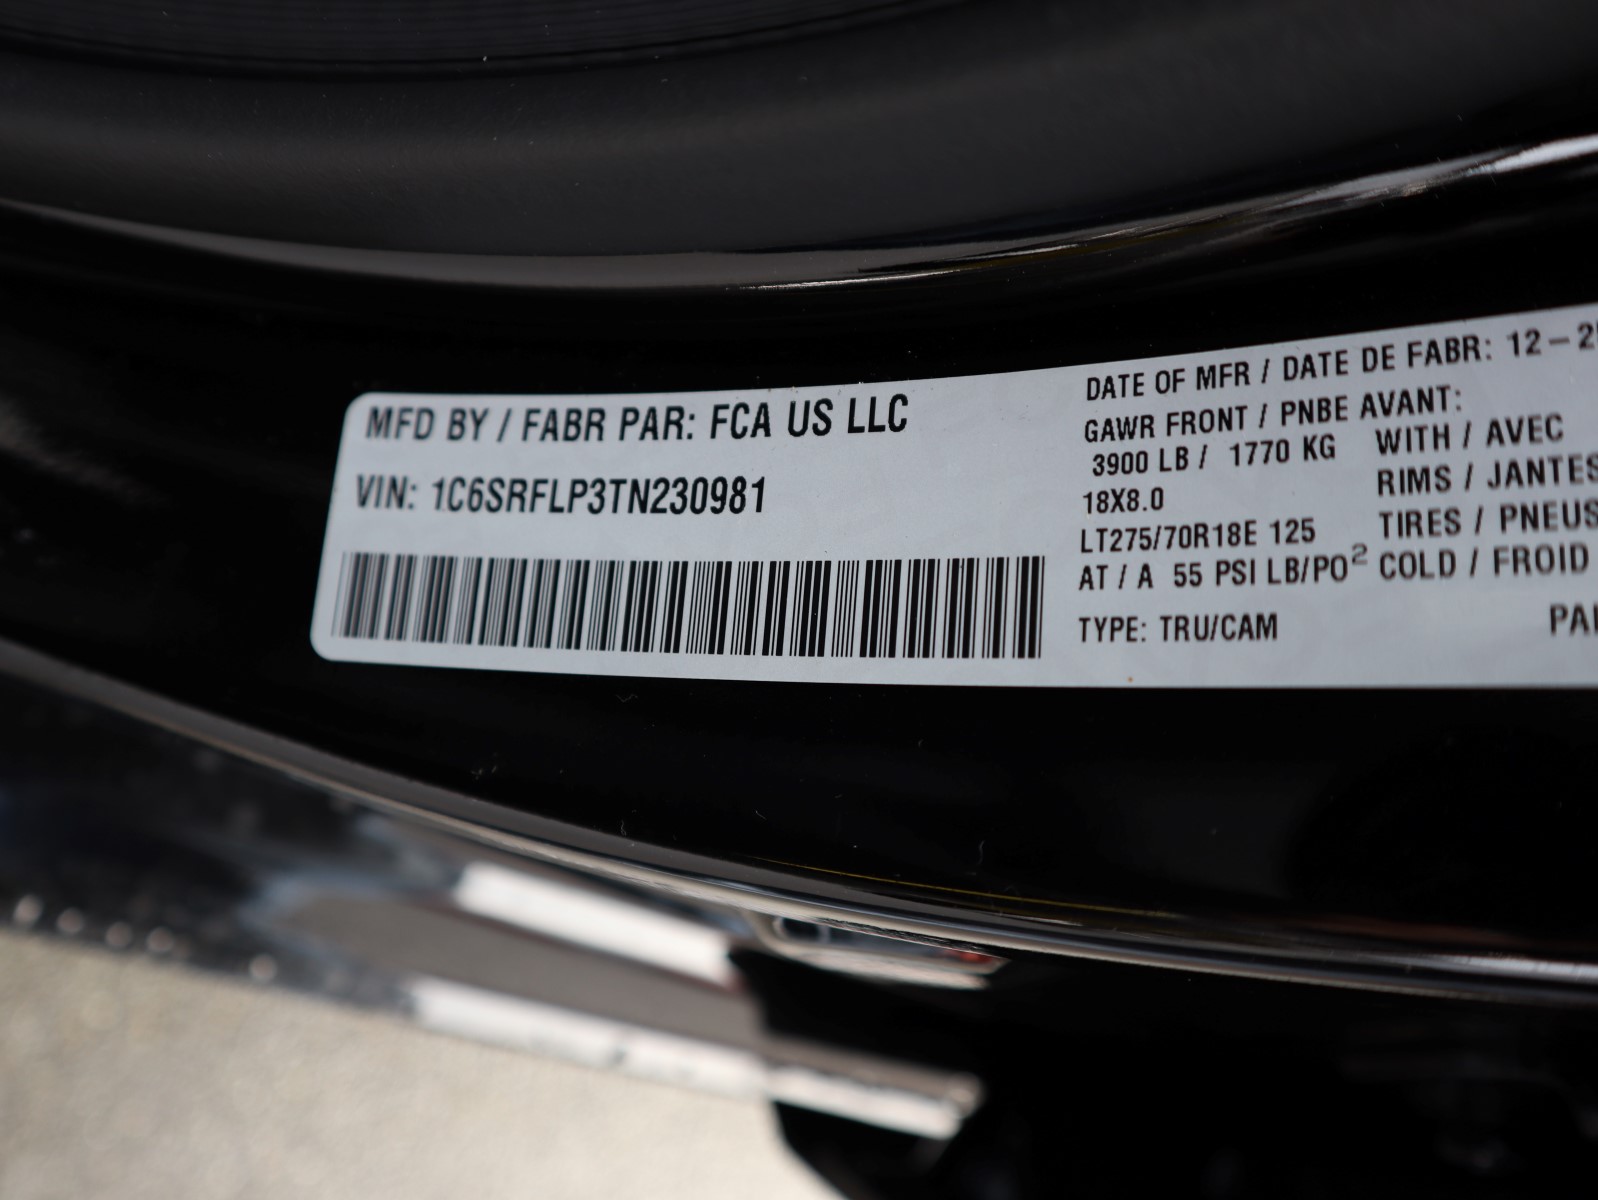 MFD BY / FABR PAR: FCA US LLC
VIN: 1C6SRFLP3TN230981
DATE OF MFR / DATE DE FABR: 12-2
GAWR FRONT / PNBE AVANT:
3900 LB / 1770 KG WITH / AVEC
18X8.0 RIMS / JANTES
LT275/70R18E 125 TIRES / PNEUS
AT / A 55 PSI LB/PO² COLD / FROID
TYPE: TRU/CAM